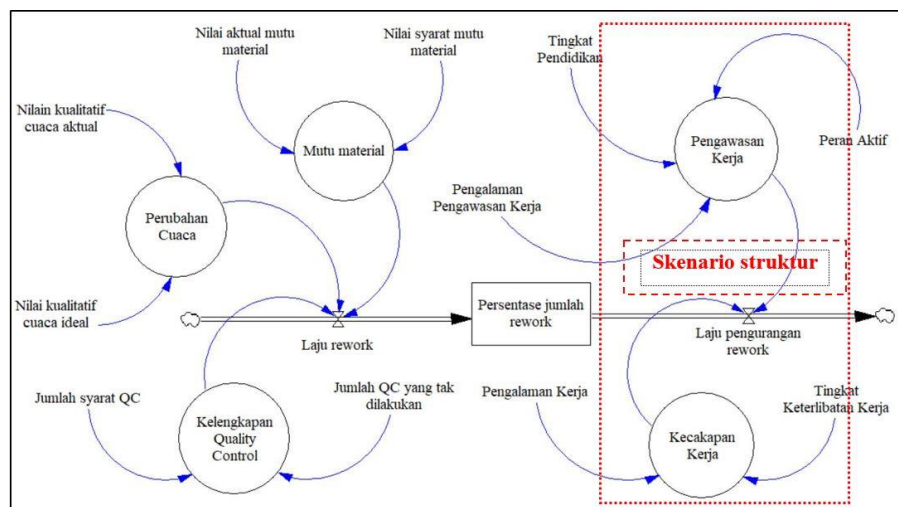 Nilai aktual mutu
material
Nilai syarat mutu
material
Tingkat
Pendidikan
Nilain kualitatif
cuaca aktual
Mutu material
Pengawasan
Kerja
Peran Aktif
Pengalaman
Pengawasan Kerja
Perubahan
Cuaca
Skenario struktur
Nilai kualitatif
cuaca ideal
Persentase jumlah
rework
Laju rework
Laju pengurangan
rework
Jumlah syarat QC
Jumlah QC yang tak
dilakukan
Kelengkapan
Quality
Control
Pengalaman Kerja
Tingkat
Keterlibatan Kerja
Kecakapan
Kerja